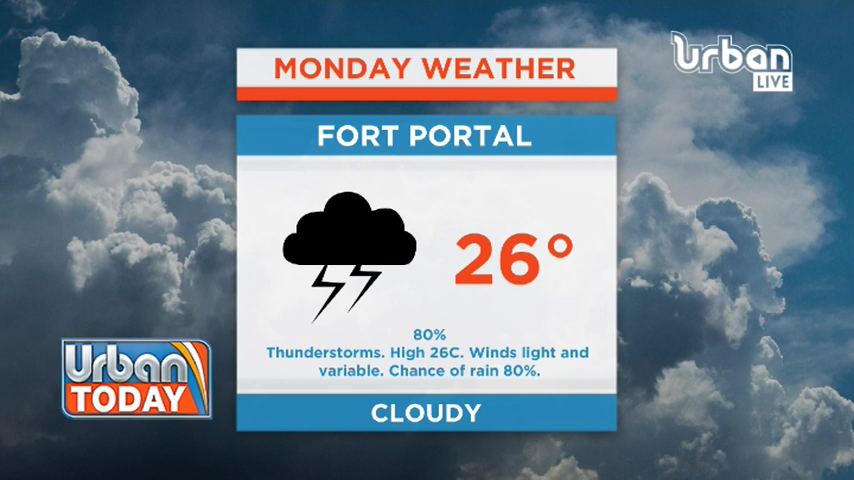 MONDAY WEATHER
Urban
LIVE
FORT PORTAL
26°
80%
Thunderstorms. High 26C. Winds light and
variable. Chance of rain 80%.
Urban
TODAY
CLOUDY